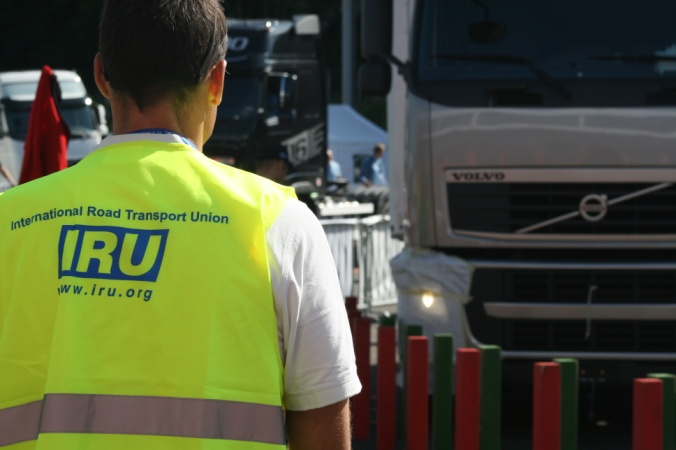 International Road Transport Union
IRU
www.iru.org
VOLVO